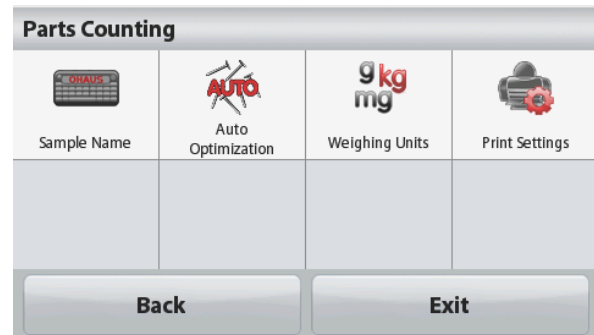 Parts Counting
OHAUS
AUTO
g kg
mg
Sample Name
Auto
Optimization
Weighing Units
Print Settings
Back
Exit